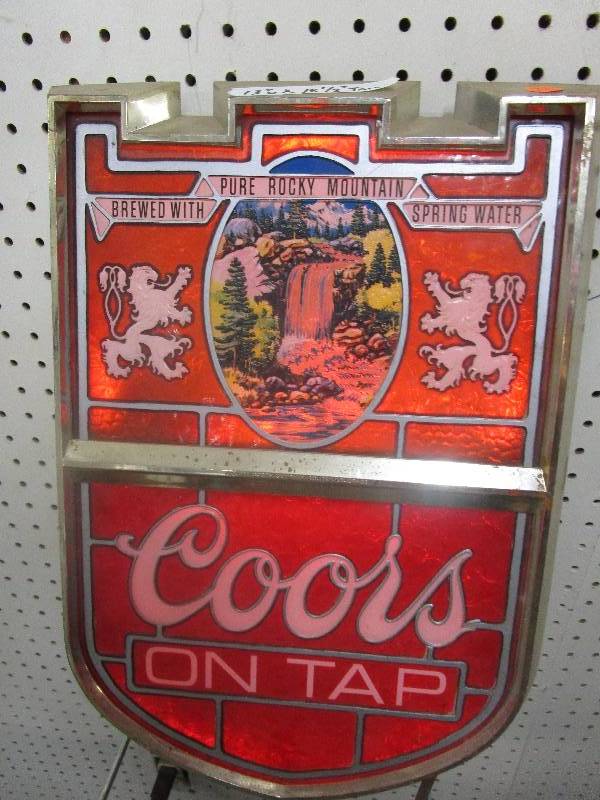 PURE ROCKY MOUNTAIN
BREWED WITH SPRING WATER
Coors
ON TAP